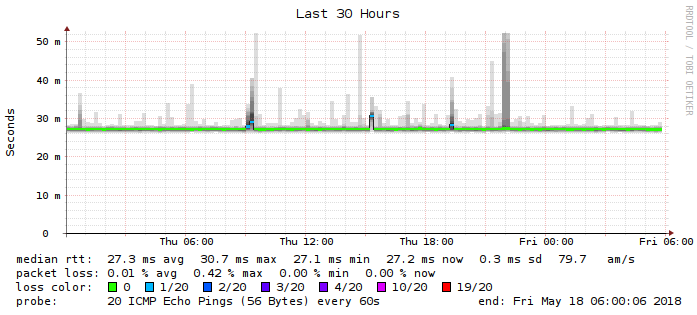 Last 30 Hours
RRDTOOL / TOBI OETIKER
Seconds
50 m
40 m
30 m
20 m
10 m
0
Thu 06:00 Thu 12:00 Thu 18:00 Fri 00:00 Fri 06:00
median rtt: 27.3 ms avg 30.7 ms max 27.1 ms min 27.2 ms now 0.3 ms sd 79.7 am/s
packet loss: 0.01 % avg 0.42 % max 0.00 % min 0.00 % now
loss color: 0 1/20 2/20 3/20 4/20 10/20 19/20
probe: 20 ICMP Echo Pings (56 Bytes) every 60s end: Fri May 18 06:00:06 2018